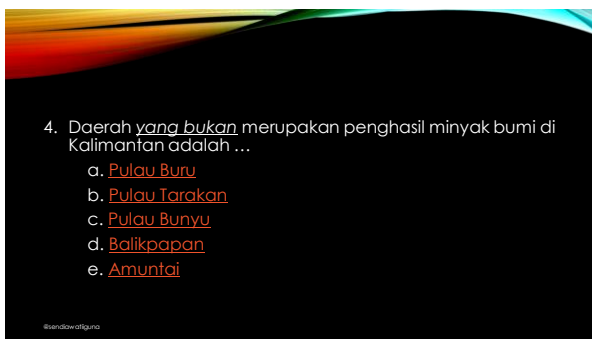 4. Daerah yang bukan merupakan penghasil minyak bumi di
Kalimantan adalah ...
a. Pulau Buru
b. Pulau Tarakan
c. Pulau Bunyu
d. Balikpapan
e. Amuntai
@sendiawatiguna